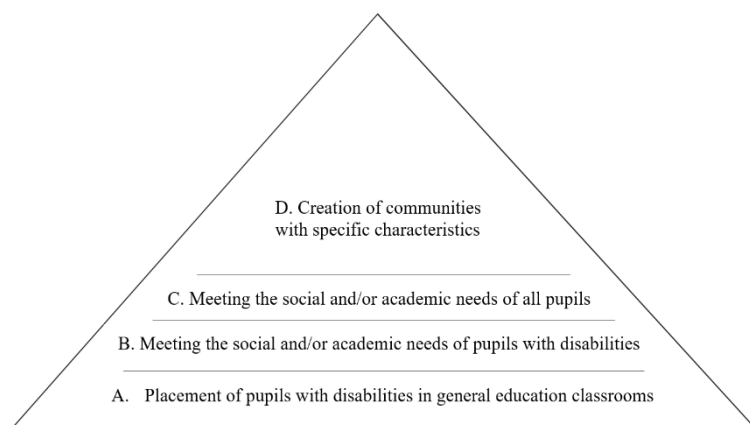 D. Creation of communities
with specific characteristics
C. Meeting the social and/or academic needs of all pupils
B. Meeting the social and/or academic needs of pupils with disabilities
A. Placement of pupils with disabilities in general education classrooms